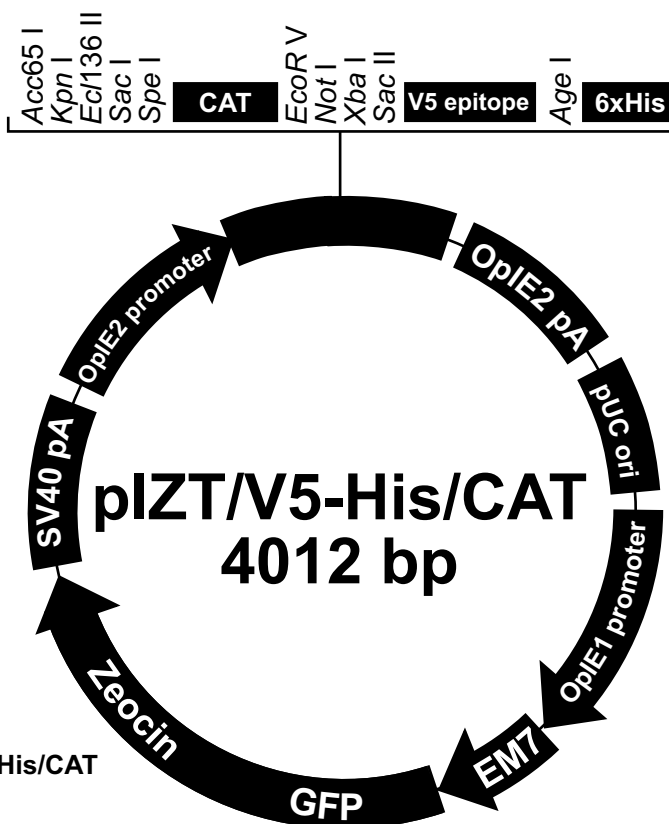 Acc65 I
Kpn I
Ecl136 II
Sac I
Spe I
CAT
EcoR V
Not I
Xba I
Sac II
V5 epitope
Age I
6xHis
OpIE2 promoter
OpIE2 pA
pUC ori
OpIE1 promoter
EM7
GFP
Zeocin
SV40 pA
pIZT/V5-His/CAT
4012 bp
His/CAT